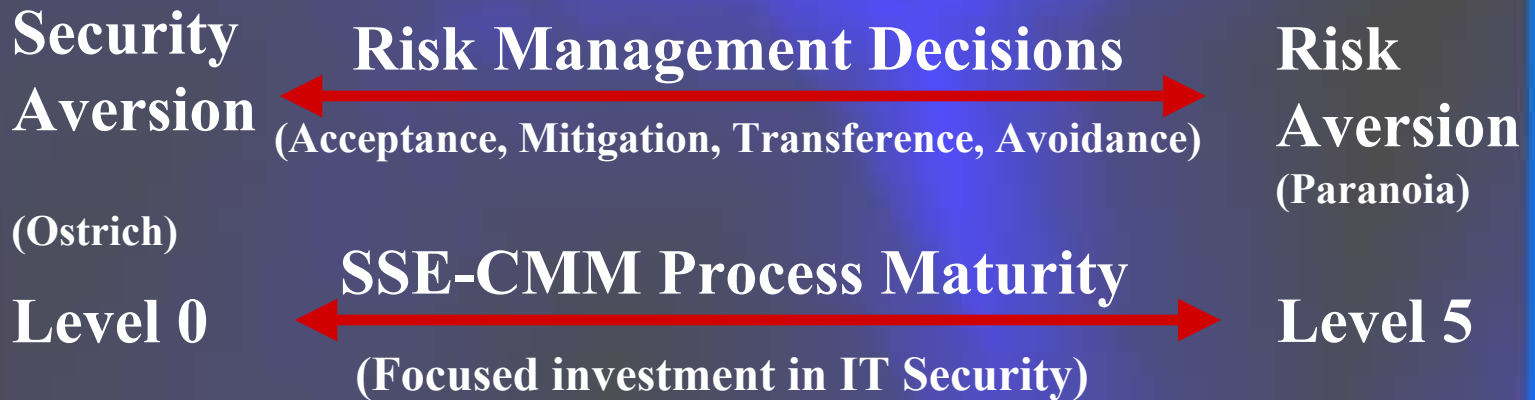 Security
Aversion
Risk Management Decisions
(Acceptance, Mitigation, Transference, Avoidance)
Risk
Aversion
(Paranoia)
(Ostrich)
SSE-CMM Process Maturity
Level 0
Level 5
(Focused investment in IT Security)